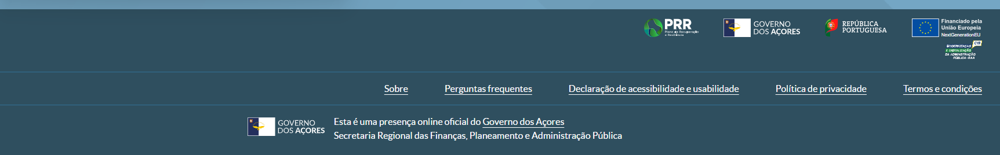 PRR
Plano de Recuperação
e Resiliência
GOVERNO
DOS AÇORES
REPÚBLICA
PORTUGUESA
Financiado pela
União Europeia
NextGenerationEU
MODERNIZAÇÃO C19
E DIGITALIZAÇÃO
DA ADMINISTRAÇÃO
PÚBLICA-RAA
Sobre
Perguntas frequentes
Declaração de acessibilidade e usabilidade
Política de privacidade
Termos e condições
GOVERNO
DOS AÇORES
Esta é uma presença online oficial do Governo dos Açores
Secretaria Regional das Finanças, Planeamento e Administração Pública